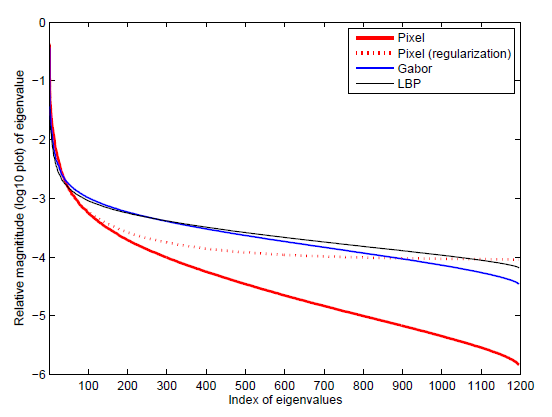 Pixel
Pixel (regularization)
Gabor
LBP
Relative magnitude (log10 plot) of eigenvalue
0
−1
−2
−3
−4
−5
−6
100 200 300 400 500 600 700 800 900 1000 1100 1200
Index of eigenvalues